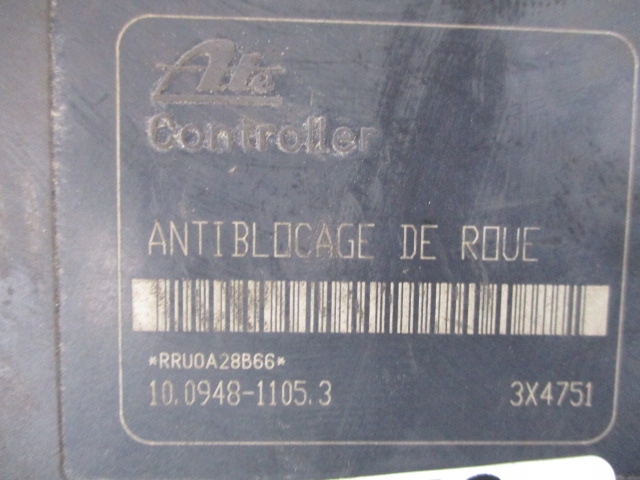 Ate
Controller
ANTIBLOCAGE DE ROUE
*RRU0A28B66*
10.0948-1105.3 3X4751